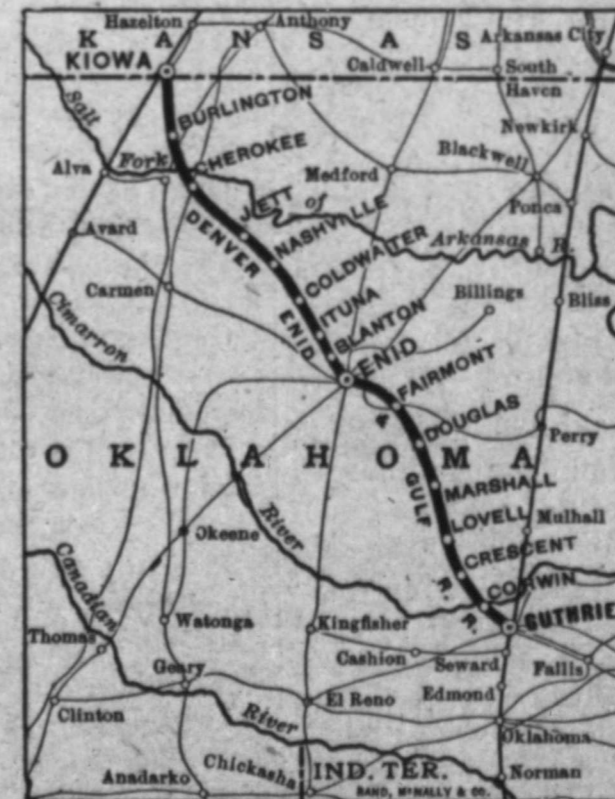 Hazelton
Anthony
KANSAS
Arkansas City
KIOWA
Caldwell
South
Haven
Salt
BURLINGTON
Newkirk
Alva
Fork
CHEROKEE
Medford
Blackwell
JETT
of
Ponca
Avard
DENVER
NASHVILLE
Arkansas R.
COLDWATER
Carmen
Billings
Bliss
Cimarron
ITUNA
ENID
BLANTON
ENID
FAIRMONT
&
DOUGLAS
Perry
OKLAHOMA
GULF
MARSHALL
River
LOVELL
Mulhall
Okeene
CRESCENT
Canadian
R. R.
CORWIN
Watonga
Kingfisher
GUTHRIE
Thomas
Cashion
Seward
Fallis
Geary
El Reno
Edmond
Clinton
River
Oklahoma
Chickasha
IND. TER.
Norman
Anadarko
RAND, McNALLY & CO.